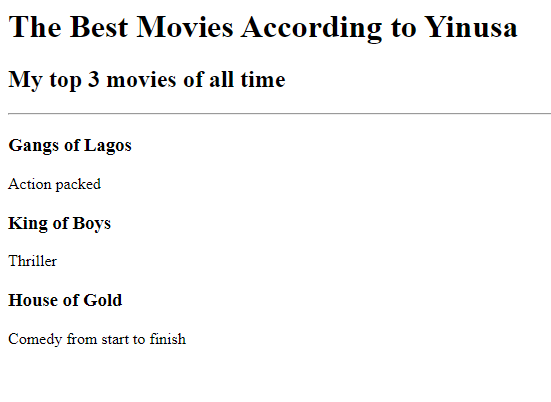 The Best Movies According to Yinusa
My top 3 movies of all time
Gangs of Lagos
Action packed
King of Boys
Thriller
House of Gold
Comedy from start to finish